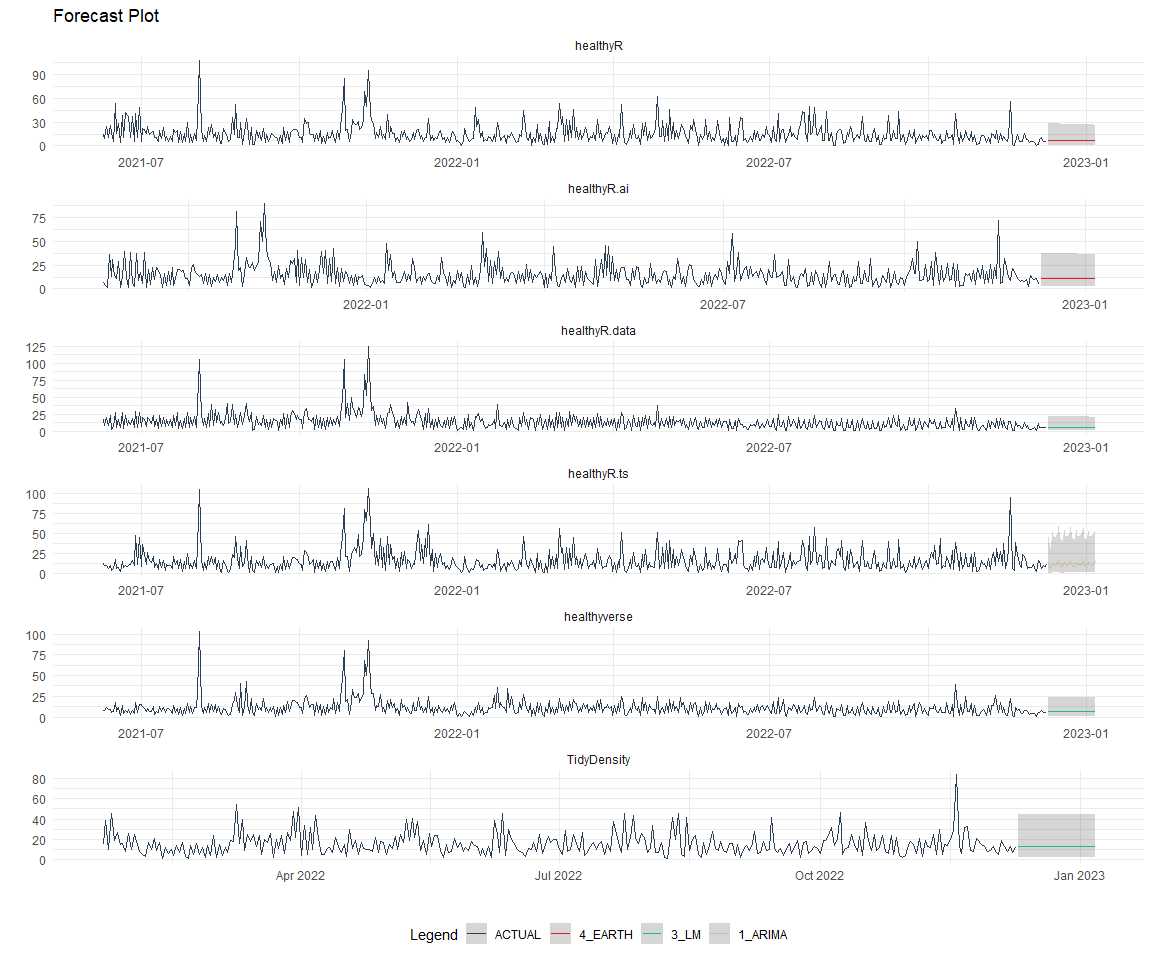 Forecast Plot
healthyR
90
60
30
0
2021-07 2022-01 2022-07 2023-01
healthyR.ai
75
50
25
0
2022-01 2022-07 2023-01
healthyR.data
125
100
75
50
25
0
2021-07 2022-01 2022-07 2023-01
healthyR.ts
100
75
50
25
0
2021-07 2022-01 2022-07 2023-01
healthyverse
100
75
50
25
0
2021-07 2022-01 2022-07 2023-01
TidyDensity
80
60
40
20
0
Apr 2022 Jul 2022 Oct 2022 Jan 2023
Legend ACTUAL 4_EARTH 3_LM 1_ARIMA